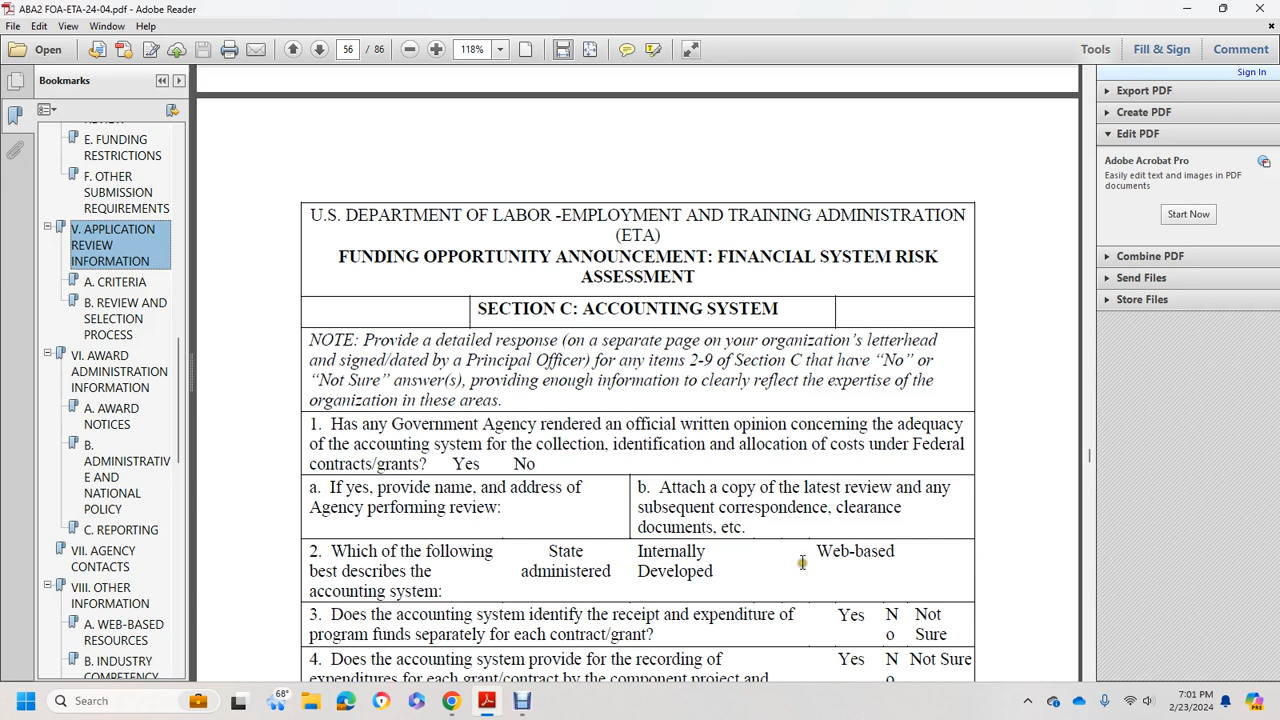 ABA2 FOA-ETA-24-04.pdf - Adobe Reader
File Edit View Window Help
Open 56 / 86 118% Tools Fill & Sign Comment
Bookmarks
E. FUNDING
RESTRICTIONS
F. OTHER
SUBMISSION
REQUIREMENTS
V. APPLICATION
REVIEW
INFORMATION
A. CRITERIA
B. REVIEW AND
SELECTION
PROCESS
VI. AWARD
ADMINISTRATION
INFORMATION
A. AWARD
NOTICES
B.
ADMINISTRATIV
E AND
NATIONAL
POLICY
C. REPORTING
VII. AGENCY
CONTACTS
VIII. OTHER
INFORMATION
A. WEB-BASED
RESOURCES
B. INDUSTRY
COMPETENCY
U.S. DEPARTMENT OF LABOR -EMPLOYMENT AND TRAINING ADMINISTRATION
(ETA)
FUNDING OPPORTUNITY ANNOUNCEMENT: FINANCIAL SYSTEM RISK
ASSESSMENT
SECTION C: ACCOUNTING SYSTEM
NOTE: Provide a detailed response (on a separate page on your organization's letterhead
and signed/dated by a Principal Officer) for any items 2-9 of Section C that have “No” or
“Not Sure” answer(s), providing enough information to clearly reflect the expertise of the
organization in these areas.
1. Has any Government Agency rendered an official written opinion concerning the adequacy
of the accounting system for the collection, identification and allocation of costs under Federal
contracts/grants? Yes No
a. If yes, provide name, and address of
Agency performing review:
b. Attach a copy of the latest review and any
subsequent correspondence, clearance
documents, etc.
2. Which of the following
best describes the
accounting system:
State
administered
Internally
Developed
Web-based
3. Does the accounting system identify the receipt and expenditure of
program funds separately for each contract/grant?
Yes
N
o
Not
Sure
4. Does the accounting system provide for the recording of
expenditures for each grant/contract by the component project and
Yes
N
o
Not Sure
Sign In
Export PDF
Create PDF
Edit PDF
Adobe Acrobat Pro
Easily edit text and images in PDF
documents
Start Now
Combine PDF
Send Files
Store Files
Search
68°
7:01 PM
2/23/2024